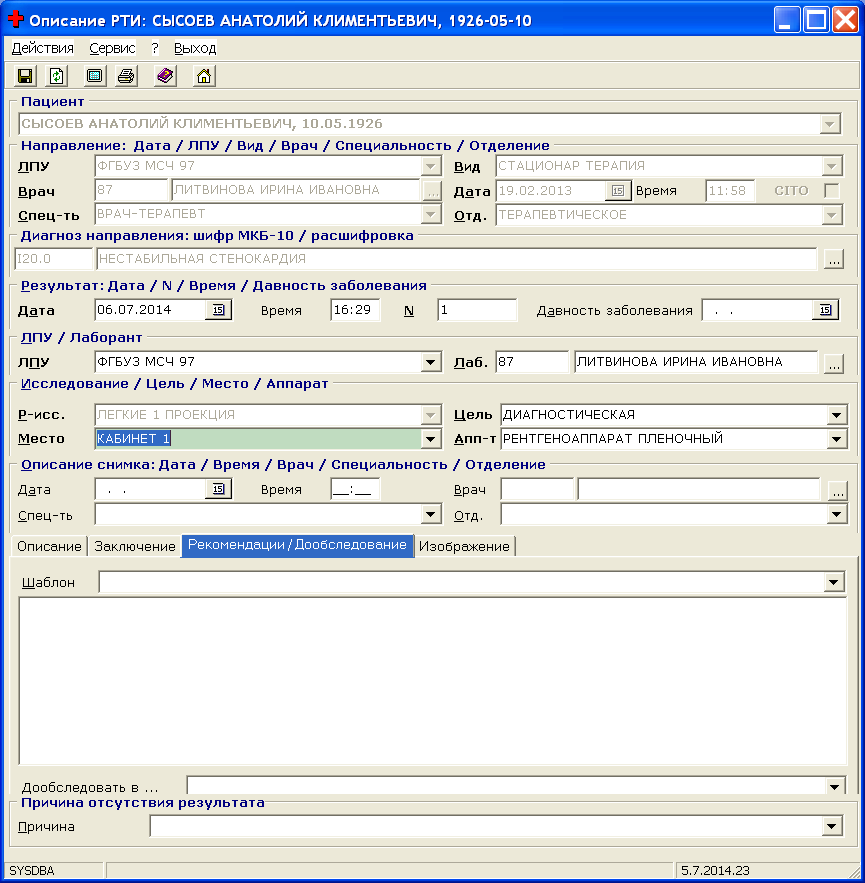 Описание РТИ: СЫСОЕВ АНАТОЛИЙ КЛИМЕНТЬЕВИЧ, 1926-05-10
Действия Сервис ? Выход
Пациент
СЫСОЕВ АНАТОЛИЙ КЛИМЕНТЬЕВИЧ, 10.05.1926
Направление: Дата / ЛПУ / Вид / Врач / Специальность / Отделение
ЛПУ ФГБУЗ МСЧ 97 Вид СТАЦИОНАР ТЕРАПИЯ
Врач 87 ЛИТВИНОВА ИРИНА ИВАНОВНА ... Дата 19.02.2013 15 Время 11:58 CITO
Спец-ть ВРАЧ-ТЕРАПЕВТ Отд. ТЕРАПЕВТИЧЕСКОЕ
Диагноз направления: шифр МКБ-10 / расшифровка
I20.0 НЕСТАБИЛЬНАЯ СТЕНОКАРДИЯ ...
Результат: Дата / N / Время / Давность заболевания
Дата 06.07.2014 15 Время 16:29 N 1 Давность заболевания . . 15
ЛПУ / Лаборант
ЛПУ ФГБУЗ МСЧ 97 Лаб. 87 ЛИТВИНОВА ИРИНА ИВАНОВНА ...
Исследование / Цель / Место / Аппарат
Р-исс. ЛЕГКИЕ 1 ПРОЕКЦИЯ Цель ДИАГНОСТИЧЕСКАЯ
Место КАБИНЕТ 1 Апп-т РЕНТГЕНОАППАРАТ ПЛЕНОЧНЫЙ
Описание снимка: Дата / Время / Врач / Специальность / Отделение
Дата . . 15 Время __:__ Врач ...
Спец-ть Отд.
Описание Заключение Рекомендации/Дообследование Изображение
Шаблон
Дообследовать в ...
Причина отсутствия результата
Причина
SYSDBA 5.7.2014.23